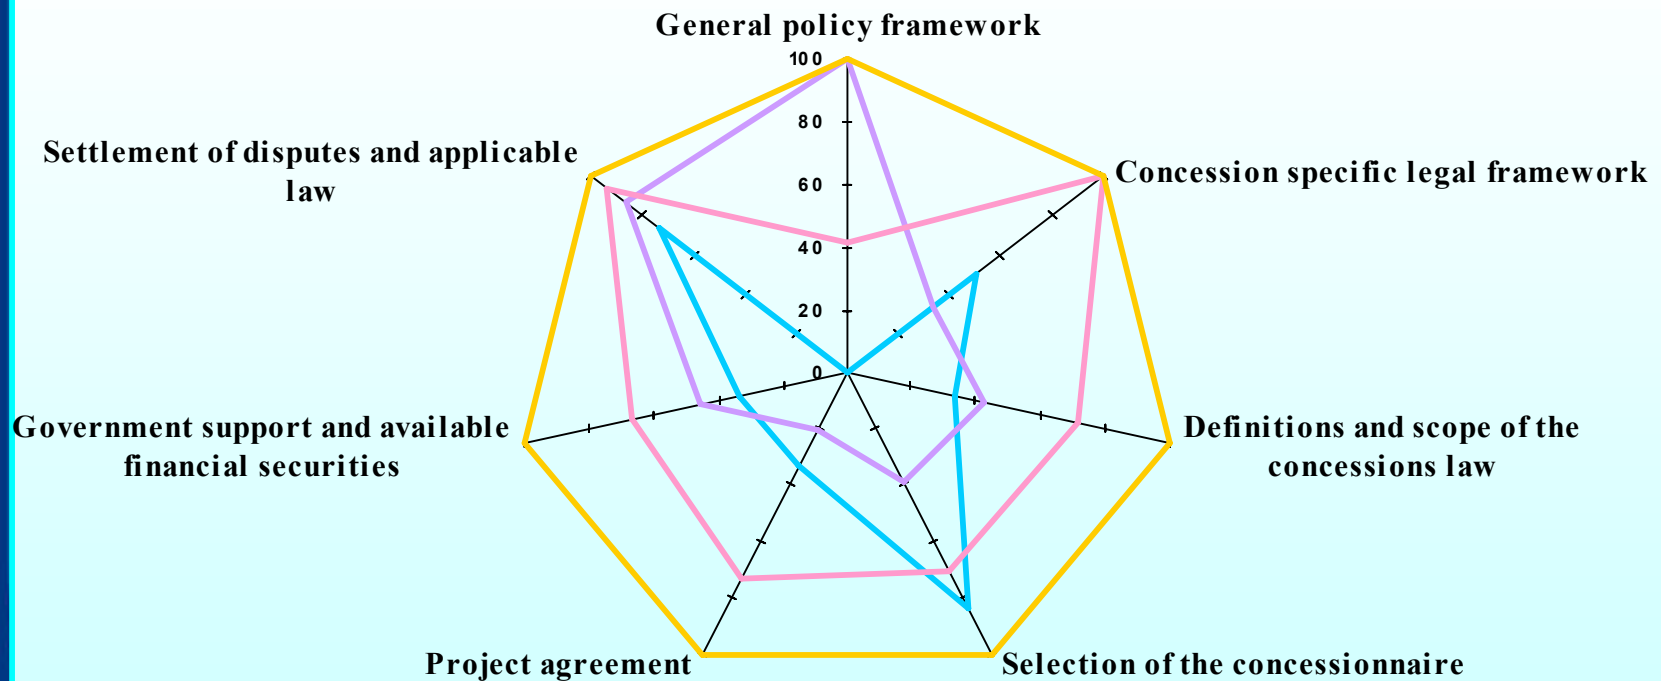 General policy framework
100
80
60
40
20
0
Settlement of disputes and applicable
law
Concession specific legal framework
Government support and available
financial securities
Definitions and scope of the
concessions law
Project agreement
Selection of the concessionnaire